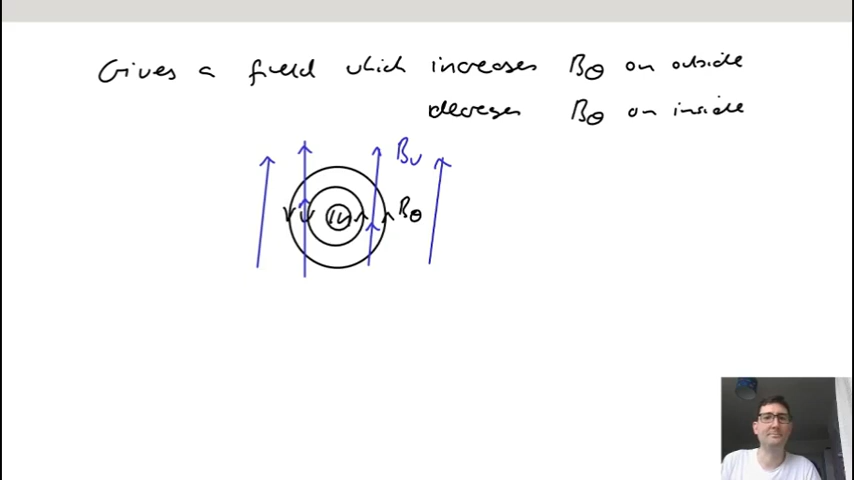 Gives a field which increases Bθ on outside
decreases Bθ on inside
Bv
Bθ